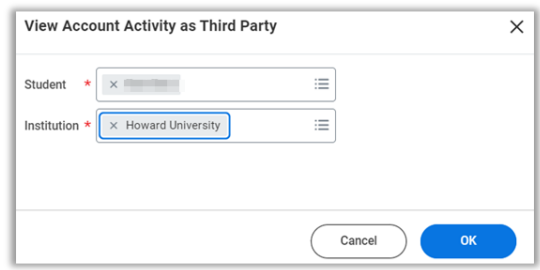 View Account Activity as Third Party
Student *
Institution * × Howard University
Cancel OK